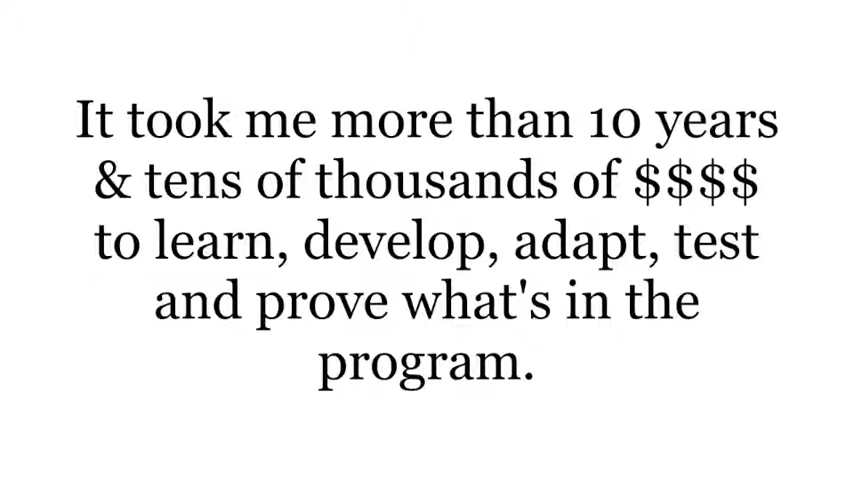 It took me more than 10 years
& tens of thousands of $$$$
to learn, develop, adapt, test
and prove what's in the
program.